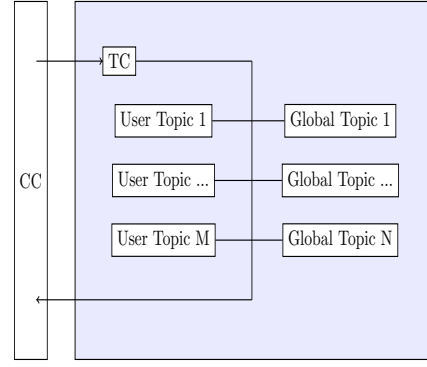 TC
User Topic 1
Global Topic 1
CC
User Topic ...
Global Topic ...
User Topic M
Global Topic N